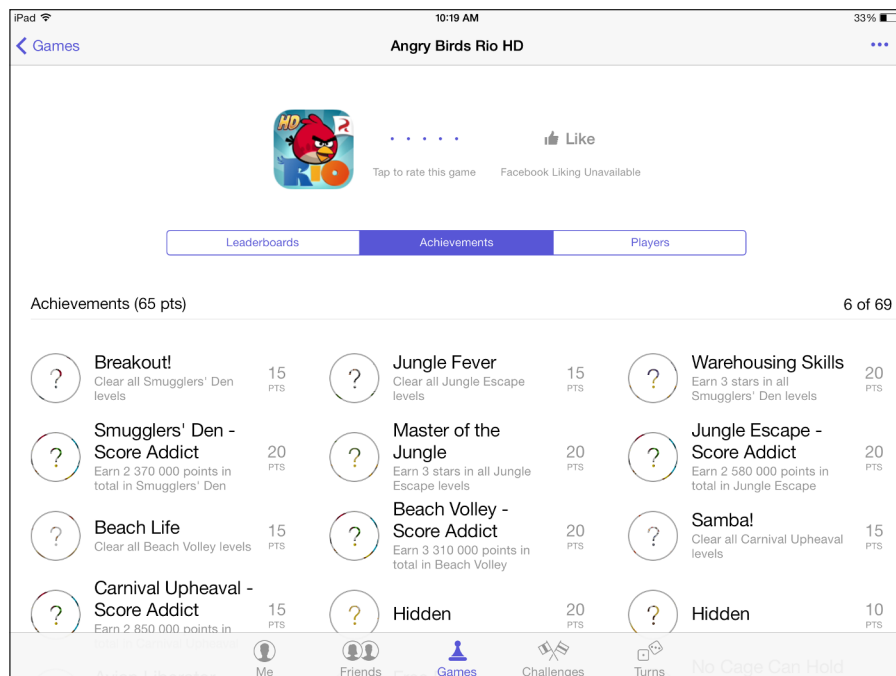 iPad 10:19 AM 33%
Games Angry Birds Rio HD
HD
RIO
Like
Tap to rate this game Facebook Liking Unavailable
Leaderboards Achievements Players
Achievements (65 pts) 6 of 69
Breakout!
Clear all Smugglers' Den
levels
15
PTS
Jungle Fever
Clear all Jungle Escape
levels
15
PTS
Warehousing Skills
Earn 3 stars in all
Smugglers' Den levels
20
PTS
Smugglers' Den -
Score Addict
Earn 2 370 000 points in
total in Smugglers' Den
20
PTS
Master of the
Jungle
Earn 3 stars in all Jungle
Escape levels
20
PTS
Jungle Escape -
Score Addict
Earn 2 580 000 points in
total in Jungle Escape
20
PTS
Beach Life
Clear all Beach Volley levels
15
PTS
Beach Volley -
Score Addict
Earn 3 310 000 points in
total in Beach Volley
20
PTS
Samba!
Clear all Carnival Upheaval
levels
15
PTS
Carnival Upheaval -
Score Addict
Earn 2 850 000 points in
15
PTS
Hidden
20
PTS
Hidden
10
PTS
No Cage Can Hold
Me Friends Games Challenges Turns